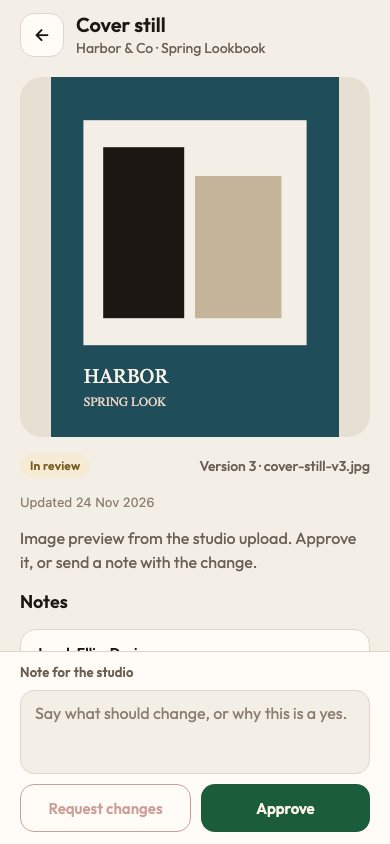 Cover still
Harbor & Co · Spring Lookbook
HARBOR
SPRING LOOK
In review
Version 3 · cover-still-v3.jpg
Updated 24 Nov 2026
Image preview from the studio upload. Approve
it, or send a note with the change.
Notes
Note for the studio
Say what should change, or why this is a yes.
Request changes
Approve